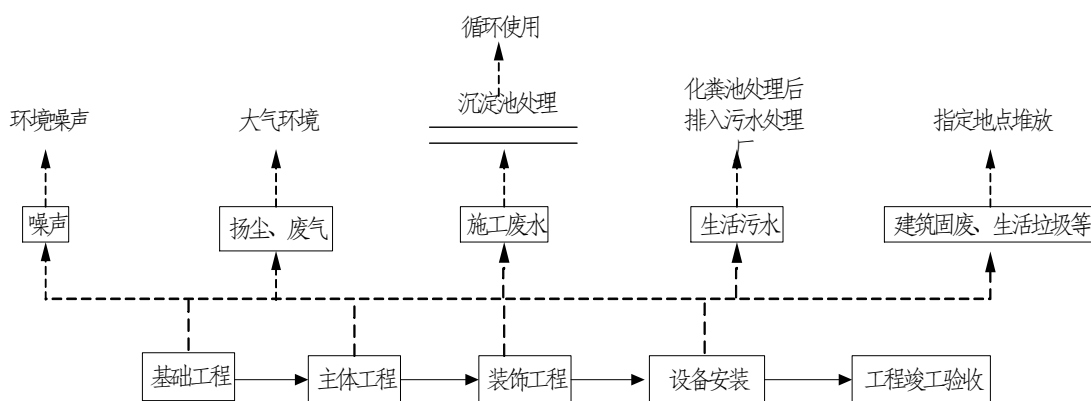 循环使用
沉淀池处理
化粪池处理后
排入污水处理
厂
环境噪声
大气环境
指定地点堆放
噪声
扬尘、废气
施工废水
生活污水
建筑固废、生活垃圾等
基础工程
主体工程
装饰工程
设备安装
工程竣工验收